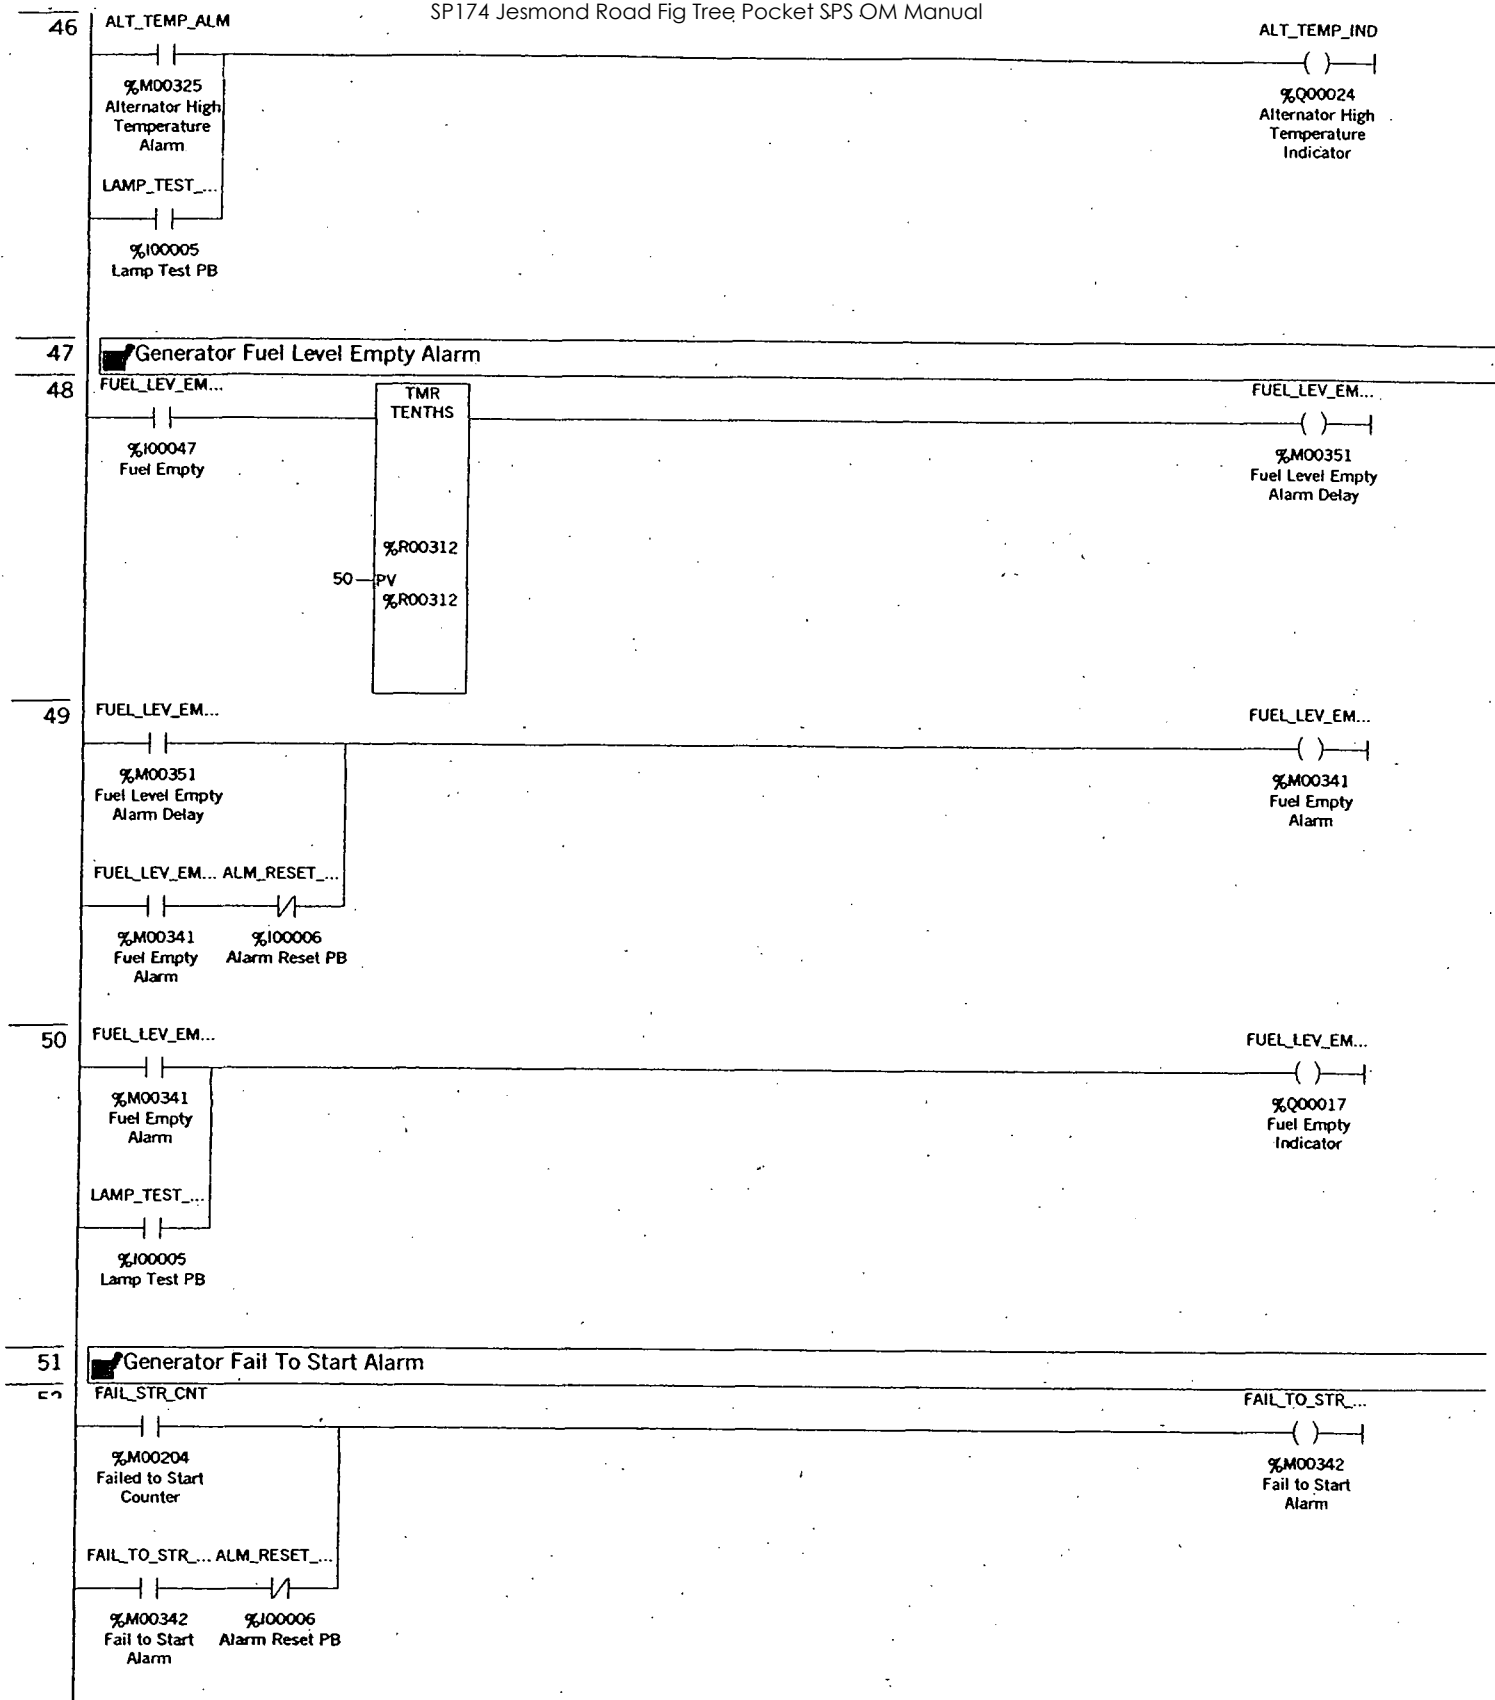 SP174 Jesmond Road Fig Tree Pocket SPS OM Manual
46
ALT_TEMP_ALM
ALT_TEMP_IND
%M00325
Alternator High
Temperature
Alarm
%Q00024
Alternator High
Temperature
Indicator
LAMP_TEST_...
%I00005
Lamp Test PB
47
Generator Fuel Level Empty Alarm
48
FUEL_LEV_EM...
TMR
TENTHS
FUEL_LEV_EM...
%I00047
Fuel Empty
%M00351
Fuel Level Empty
Alarm Delay
%R00312
50
PV
%R00312
49
FUEL_LEV_EM...
FUEL_LEV_EM...
%M00351
Fuel Level Empty
Alarm Delay
%M00341
Fuel Empty
Alarm
FUEL_LEV_EM... ALM_RESET_...
%M00341
Fuel Empty
Alarm
%I00006
Alarm Reset PB
50
FUEL_LEV_EM...
FUEL_LEV_EM...
%M00341
Fuel Empty
Alarm
%Q00017
Fuel Empty
Indicator
LAMP_TEST_...
%I00005
Lamp Test PB
51
Generator Fail To Start Alarm
FAIL_STR_CNT
FAIL_TO_STR_...
%M00204
Failed to Start
Counter
%M00342
Fail to Start
Alarm
FAIL_TO_STR_... ALM_RESET_...
%M00342
Fail to Start
Alarm
%I00006
Alarm Reset PB